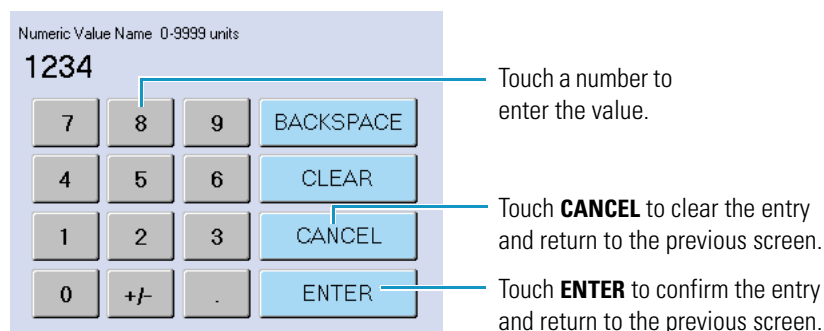 Numeric Value Name 0-9999 units
1234
7 8 9 BACKSPACE
Touch a number to
enter the value.
4 5 6 CLEAR
1 2 3 CANCEL
Touch CANCEL to clear the entry
and return to the previous screen.
0 +/- . ENTER
Touch ENTER to confirm the entry
and return to the previous screen.